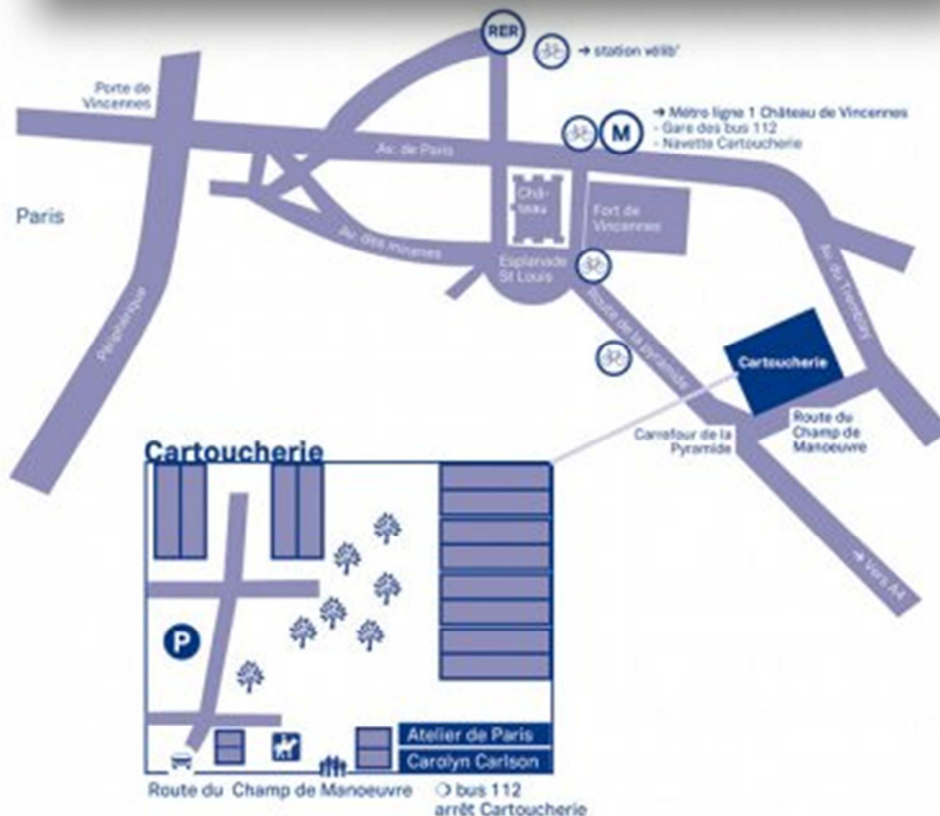 RER
→ station vélib'
Porte de
Vincennes
→ Métro ligne 1 Château de Vincennes
- Gare des bus 112
- Navette Cartoucherie
M
Av. de Paris
Paris
Châ-
teau
Fort de
Vincennes
Av. des minimes
Esplanade
St Louis
Av. du Tremblay
Périphérique
Route de la pyramide
Cartoucherie
Route du
Champ de
Manoeuvre
Carrefour de la
Pyramide
→ Vers A4
Cartoucherie
P
Atelier de Paris
Carolyn Carlson
Route du Champ de Manoeuvre
bus 112
arrêt Cartoucherie